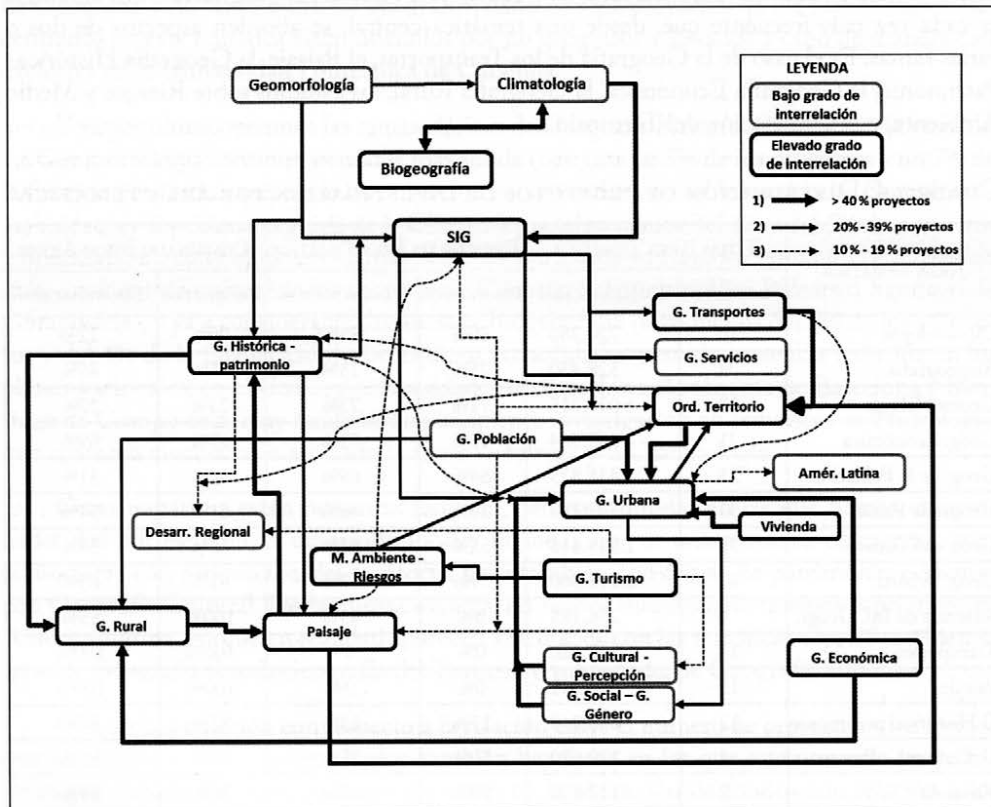 Geomorfología
Climatología
Biogeografía
LEYENDA
Bajo grado de
interrelación
Elevado grado
de interrelación
1) > 40 % proyectos
2) 20% - 39% proyectos
3) 10 % - 19 % proyectos
SIG
G. Transportes
G. Histórica -
patrimonio
G. Servicios
Ord. Territorio
G. Población
Amér. Latina
G. Urbana
Desarr. Regional
Vivienda
M. Ambiente -
Riesgos
G. Turismo
G. Rural
Paisaje
G. Cultural -
Percepción
G. Económica
G. Social – G.
Género